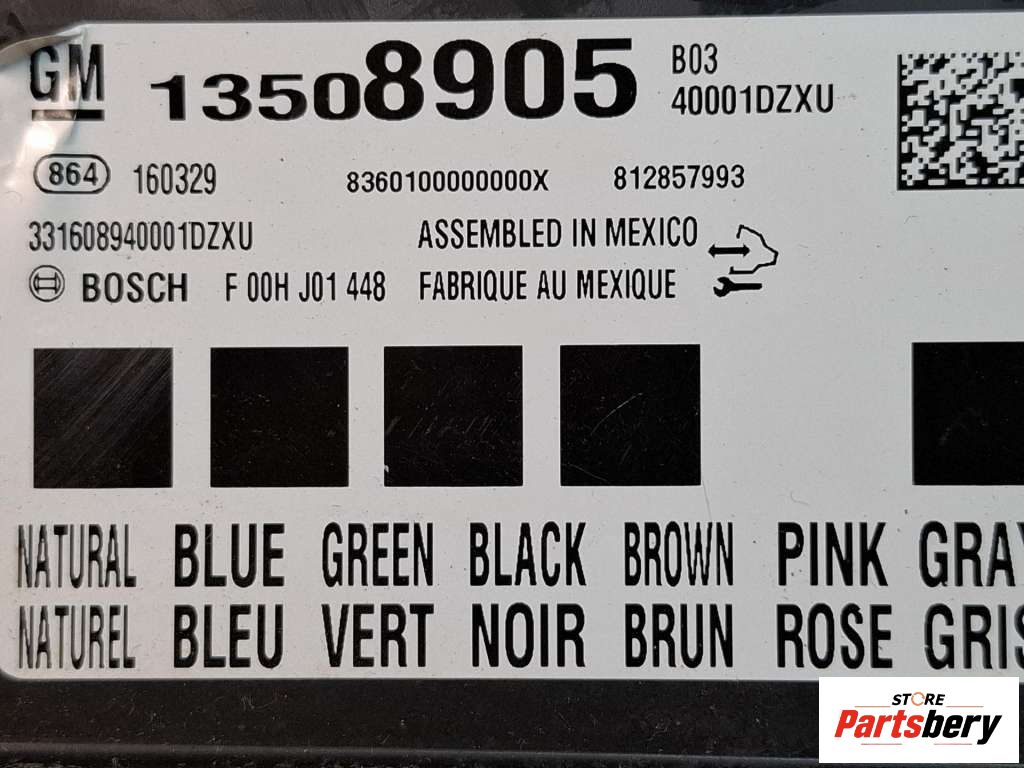 GM 13508905 B03
40001DZXU
864 160329 8360100000000X 812857993
331608940001DZXU ASSEMBLED IN MEXICO
BOSCH F 00H J01 448 FABRIQUE AU MEXIQUE
NATURAL BLUE GREEN BLACK BROWN PINK GRAY
NATUREL BLEU VERT NOIR BRUN ROSE GRIS
STORE
Partsbery